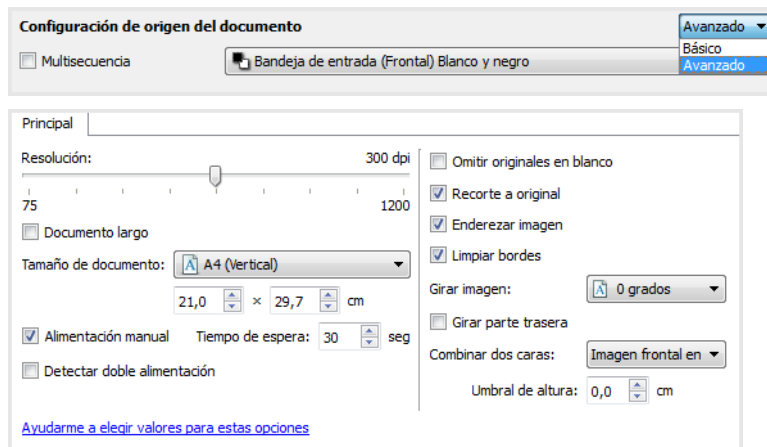 Configuración de origen del documento
Avanzado
Multisecuencia
Bandeja de entrada (Frontal) Blanco y negro
Básico
Avanzado
Principal
Resolución: 300 dpi
75 1200
Documento largo
Tamaño de documento: A4 (Vertical)
21,0 × 29,7 cm
Alimentación manual Tiempo de espera: 30 seg
Detectar doble alimentación
Ayudarme a elegir valores para estas opciones
Omitir originales en blanco
Recorte a original
Enderezar imagen
Limpiar bordes
Girar imagen: 0 grados
Girar parte trasera
Combinar dos caras: Imagen frontal en
Umbral de altura: 0,0 cm